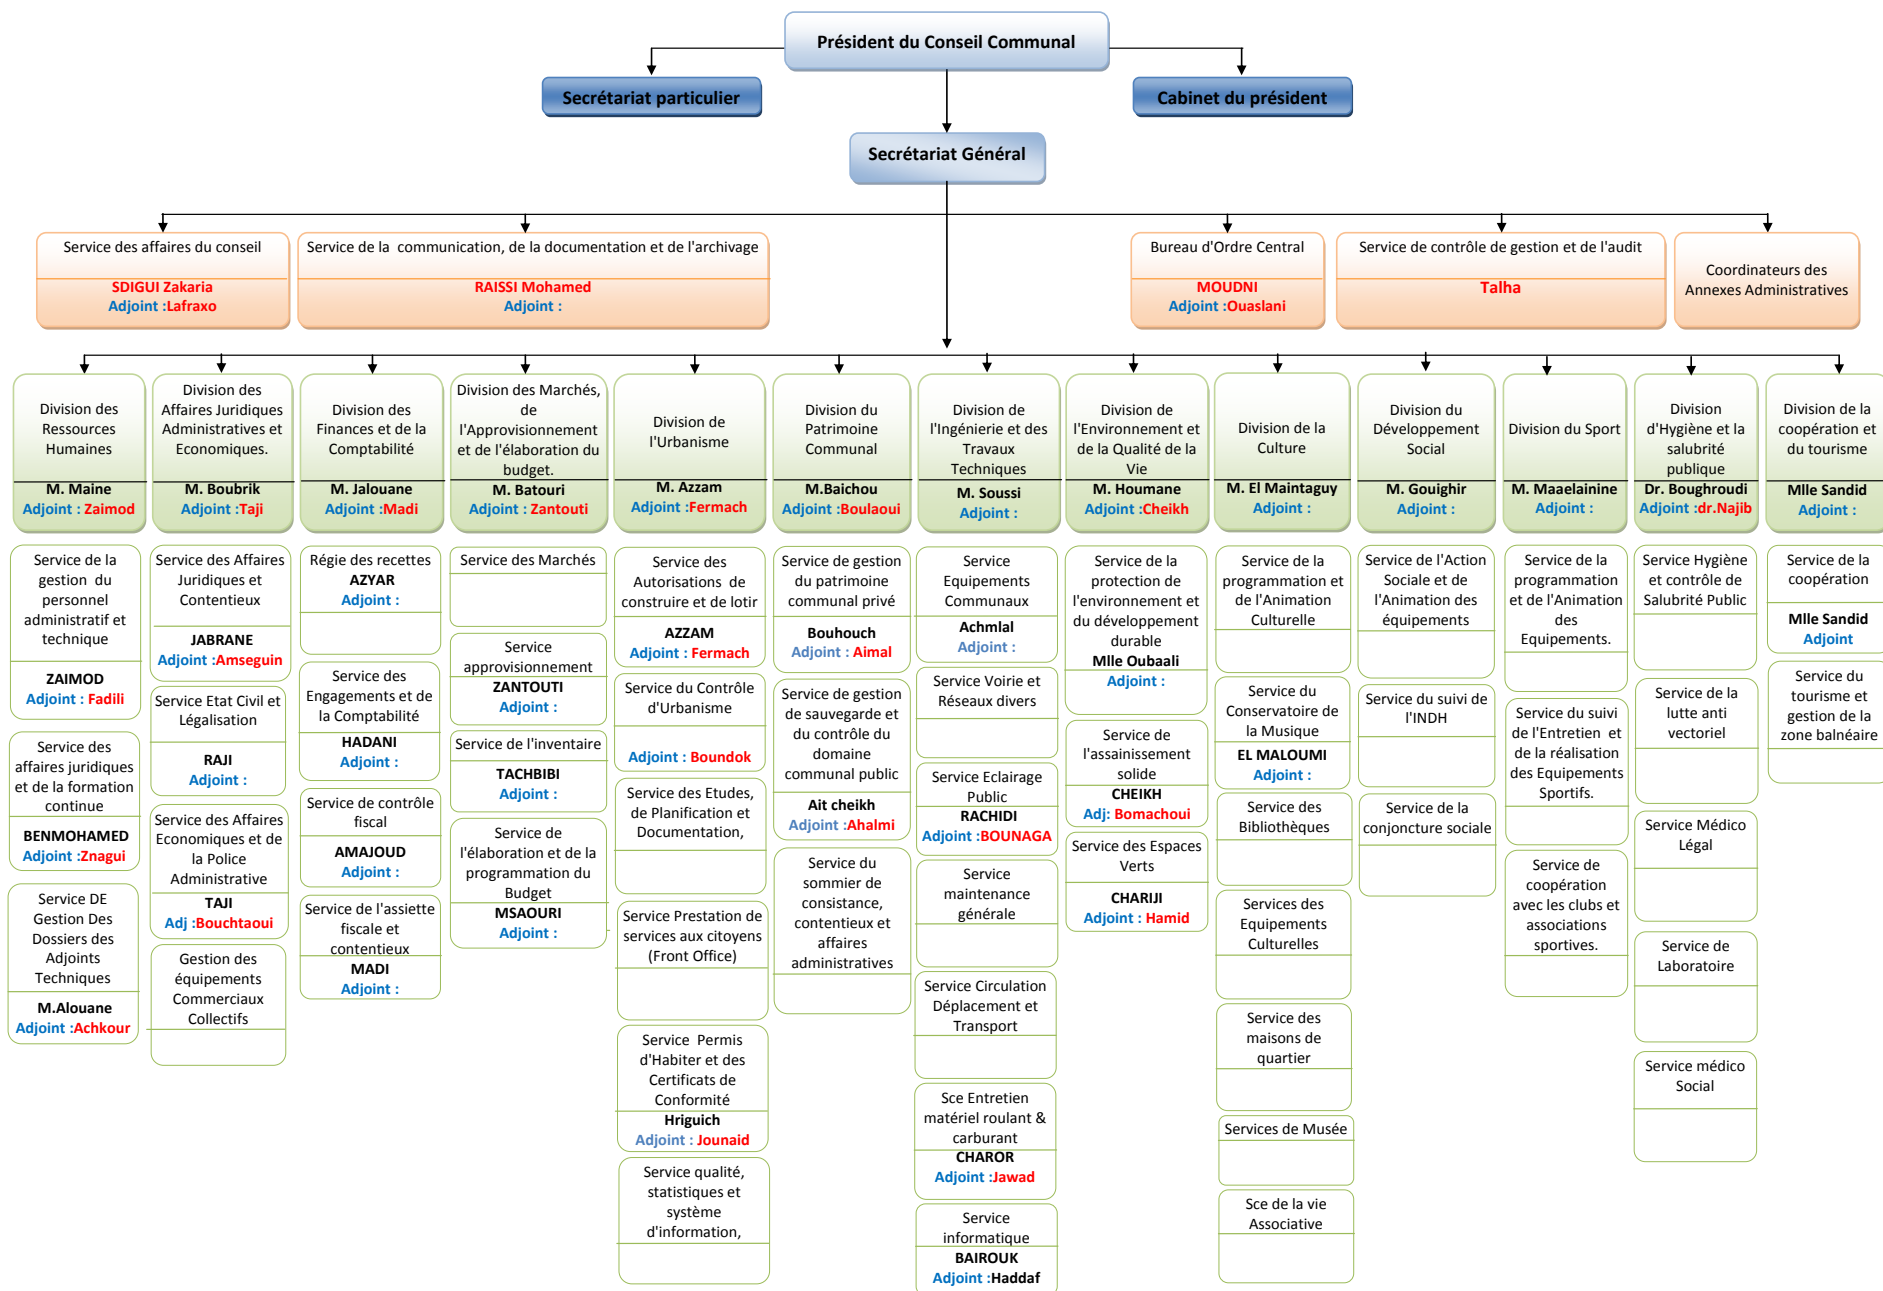 Président du Conseil Communal
Secrétariat particulier
Cabinet du président
Secrétariat Général
Service des affaires du conseil
SDIGUI Zakaria
Adjoint :Lafraxo
Service de la communication, de la documentation et de l'archivage
RAISSI Mohamed
Adjoint :
Bureau d'Ordre Central
MOUDNI
Adjoint :Ouaslani
Service de contrôle de gestion et de l'audit
Talha
Coordinateurs des
Annexes Administratives
Division des
Ressources
Humaines
M. Maine
Adjoint : Zaimod
Division des
Affaires Juridiques
Administratives et
Economiques.
M. Boubrik
Adjoint :Taji
Division des
Finances et de la
Comptabilité
M. Jalouane
Adjoint :Madi
Division des Marchés,
de
l'Approvisionnement
et de l'élaboration du
budget.
M. Batouri
Adjoint : Zantouti
Division de
l'Urbanisme
M. Azzam
Adjoint :Fermach
Division du
Patrimoine
Communal
M.Baichou
Adjoint :Boulaoui
Division de
l'Ingénierie et des
Travaux
Techniques
M. Soussi
Adjoint :
Division de
l'Environnement et
de la Qualité de la
Vie
M. Houmane
Adjoint :Cheikh
Division de la
Culture
M. El Maintaguy
Adjoint :
Division du
Développement
Social
M. Gouighir
Adjoint :
Division du Sport
M. Maaelainine
Adjoint :
Division
d'Hygiène et la
salubrité
publique
Dr. Boughroudi
Adjoint :dr.Najib
Division de la
coopération et
du tourisme
Mlle Sandid
Adjoint :
Service de la
gestion du
personnel
administratif et
technique
ZAIMOD
Adjoint : Fadili
Service des
affaires juridiques
et de la formation
continue
BENMOHAMED
Adjoint :Znagui
Service DE
Gestion Des
Dossiers des
Adjoints
Techniques
M.Alouane
Adjoint :Achkour
Service des Affaires
Juridiques et
Contentieux
JABRANE
Adjoint :Amseguin
Service Etat Civil et
Légalisation
RAJI
Adjoint :
Service des Affaires
Economiques et de
la Police
Administrative
TAJI
Adj :Bouchtaoui
Gestion des
équipements
Commerciaux
Collectifs
Régie des recettes
AZYAR
Adjoint :
Service des
Engagements et de
la Comptabilité
HADANI
Adjoint :
Service de contrôle
fiscal
AMAJOUD
Adjoint :
Service de l'assiette
fiscale et
contentieux
MADI
Adjoint :
Service des Marchés
Service
approvisionnement
ZANTOUTI
Adjoint :
Service de l'inventaire
TACHBIBI
Adjoint :
Service de
l'élaboration et de la
programmation du
Budget
MSAOURI
Adjoint :
Service des
Autorisations de
construire et de lotir
AZZAM
Adjoint : Fermach
Service du Contrôle
d'Urbanisme
Adjoint : Boundok
Service des Etudes,
de Planification et
Documentation,
Service Prestation de
services aux citoyens
(Front Office)
Service Permis
d'Habiter et des
Certificats de
Conformité
Hriguich
Adjoint : Jounaid
Service qualité,
statistiques et
système
d'information,
Service de gestion
du patrimoine
communal privé
Bouhouch
Adjoint : Aimal
Service de gestion
de sauvegarde et
du contrôle du
domaine
communal public
Ait cheikh
Adjoint :Ahalmi
Service du
sommier de
consistance,
contentieux et
affaires
administratives
Service
Equipements
Communaux
Achmlal
Adjoint :
Service Voirie et
Réseaux divers
Service Eclairage
Public
RACHIDI
Adjoint :BOUNAGA
Service
maintenance
générale
Service Circulation
Déplacement et
Transport
Sce Entretien
matériel roulant &
carburant
CHAROR
Adjoint :Jawad
Service
informatique
BAIROUK
Adjoint :Haddaf
Service de la
protection de
l'environnement et
du développement
durable
Mlle Oubaali
Adjoint :
Service de
l'assainissement
solide
CHEIKH
Adj: Bomachoui
Service des Espaces
Verts
CHARIJI
Adjoint : Hamid
Service de la
programmation et
de l'Animation
Culturelle
Service du
Conservatoire de
la Musique
EL MALOUMI
Adjoint :
Service des
Bibliothèques
Services des
Equipements
Culturelles
Service des
maisons de
quartier
Services de Musée
Sce de la vie
Associative
Service de l'Action
Sociale et de
l'Animation des
équipements
Service du suivi de
l'INDH
Service de la
conjoncture sociale
Service de la
programmation
et de l'Animation
des
Equipements.
Service du suivi
de l'Entretien et
de la réalisation
des Equipements
Sportifs.
Service de
coopération
avec les clubs et
associations
sportives.
Service Hygiène
et contrôle de
Salubrité Public
Service de la
lutte anti
vectoriel
Service Médico
Légal
Service de
Laboratoire
Service médico
Social
Service de la
coopération
Mlle Sandid
Adjoint
Service du
tourisme et
gestion de la
zone balnéaire